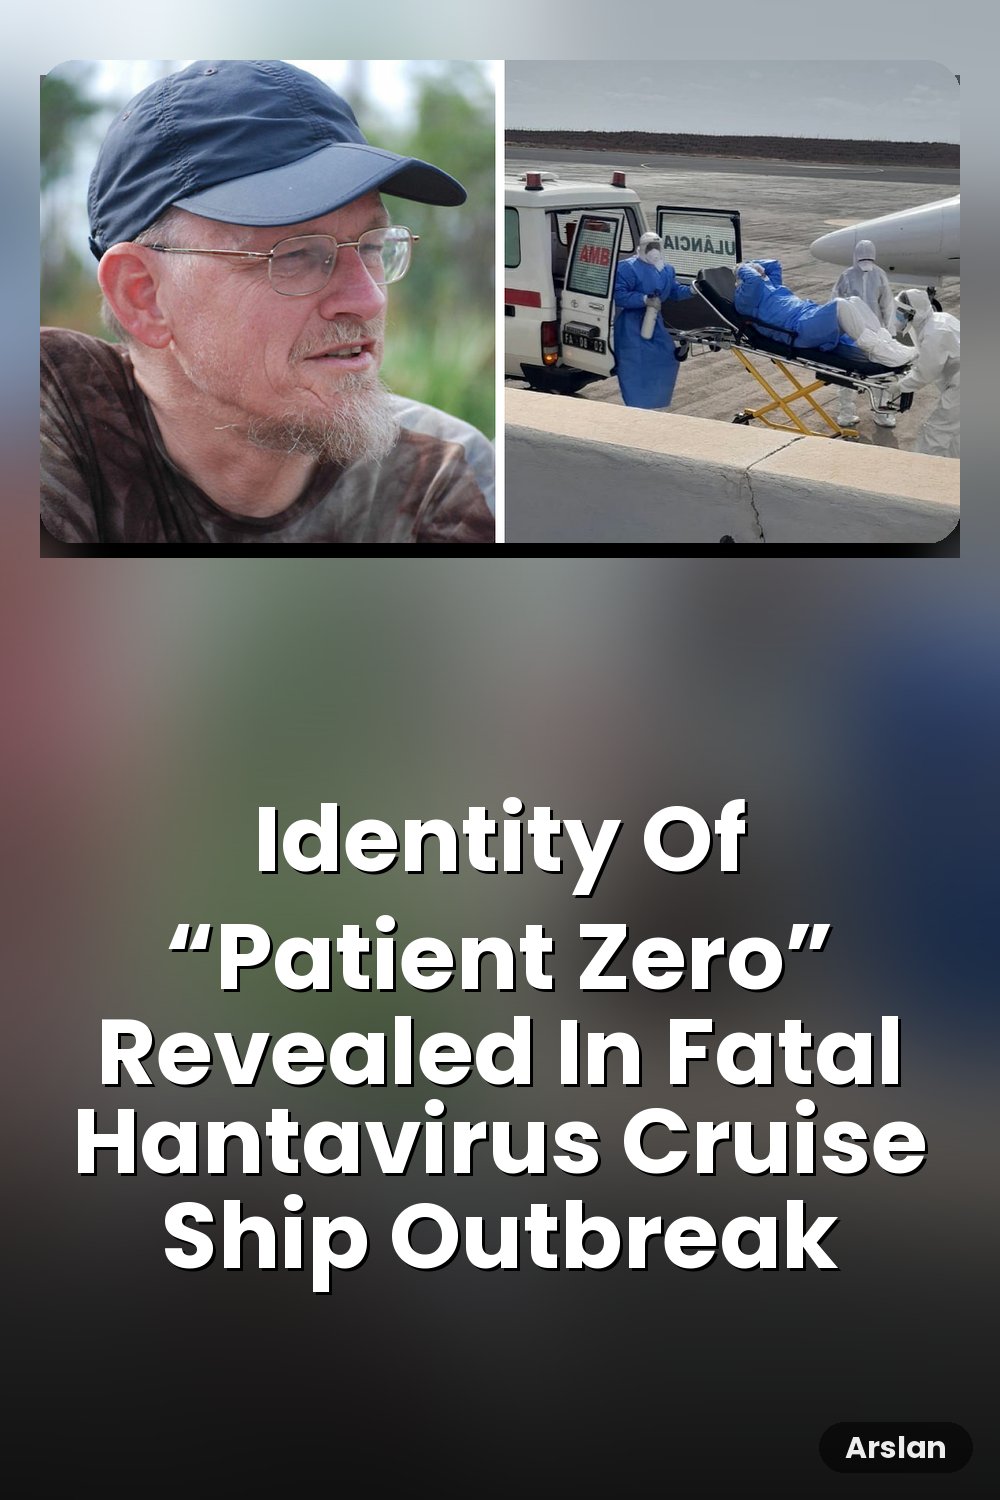 AMB
ULÂNCIA
Identity Of
“Patient Zero”
Revealed In Fatal
Hantavirus Cruise
Ship Outbreak
Arslan